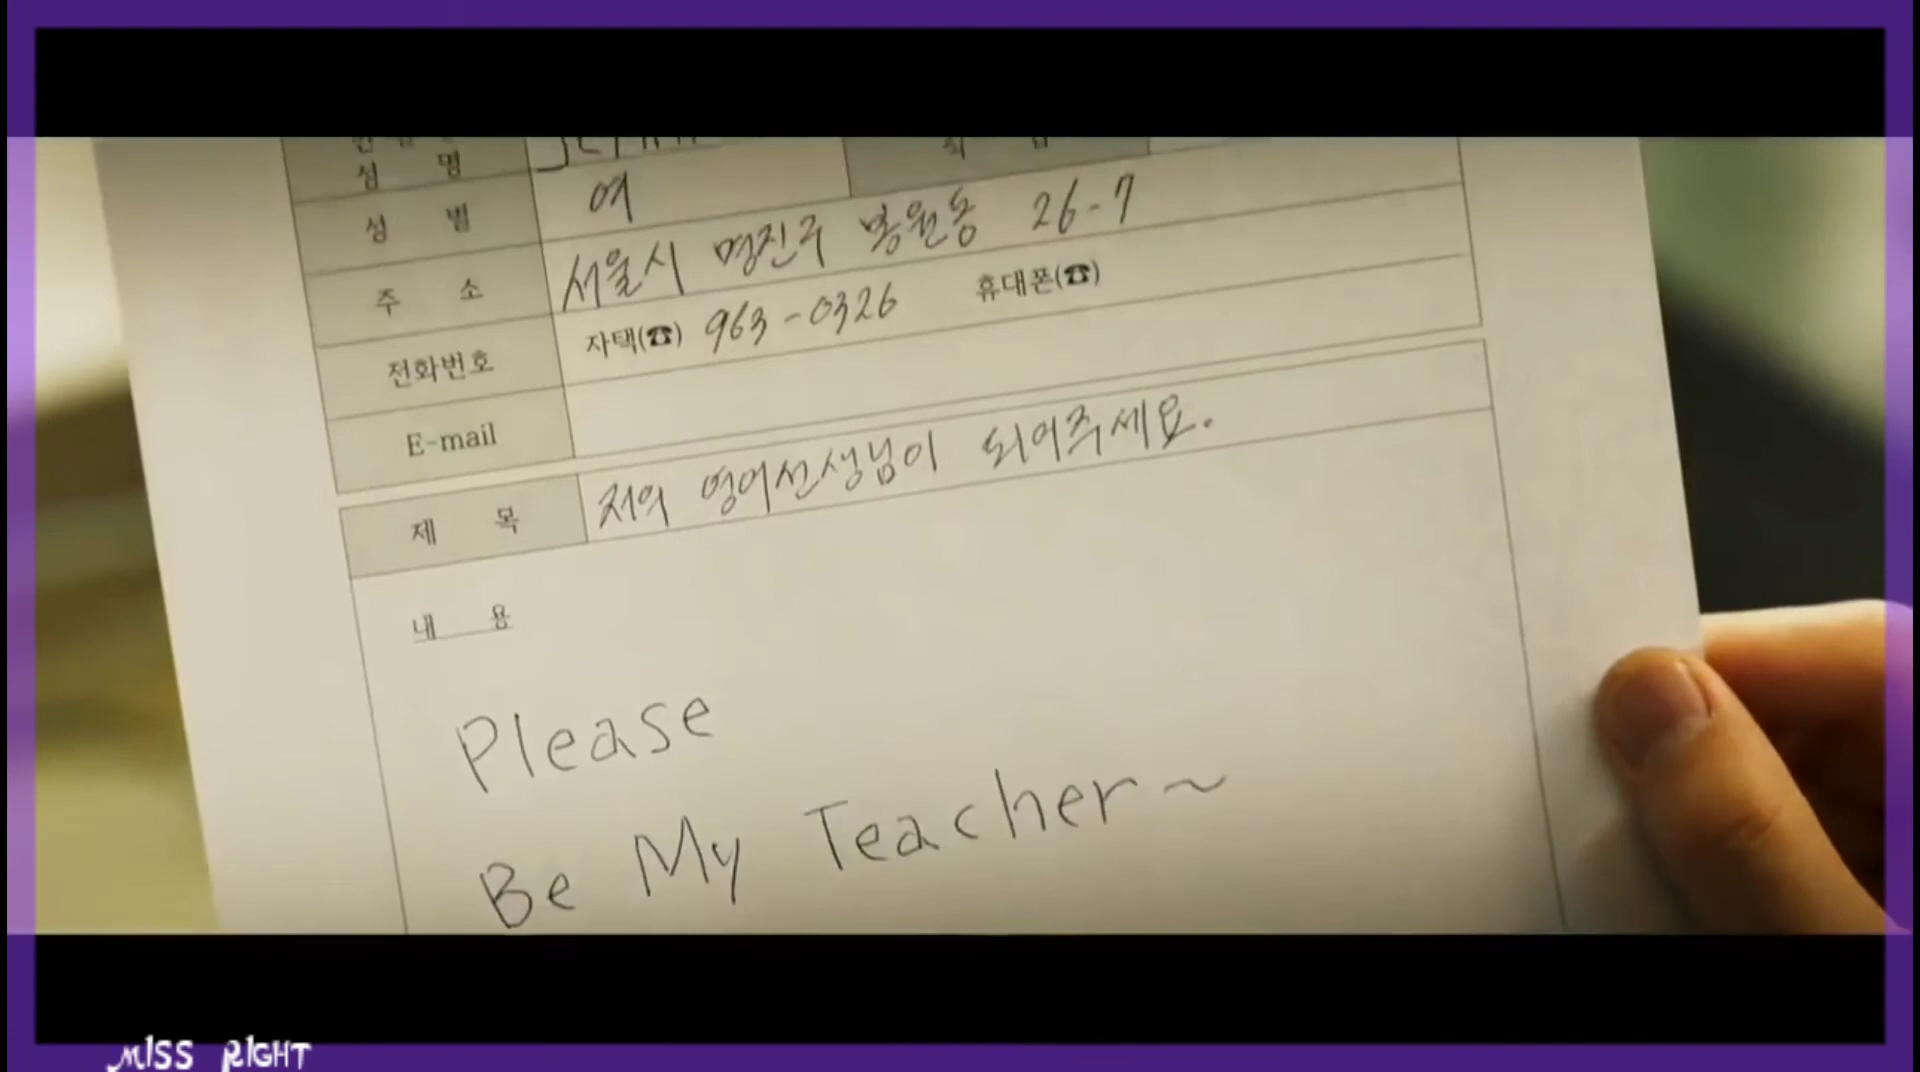 성 명
성 별 여
주 소 서울시 명진구 봉원동 26-7
전화번호 자택(☎) 963-0326 휴대폰(☎)
E-mail
제 목 저의 영어선생님이 되어주세요.
내 용
Please
Be My Teacher~
MISS RIGHT